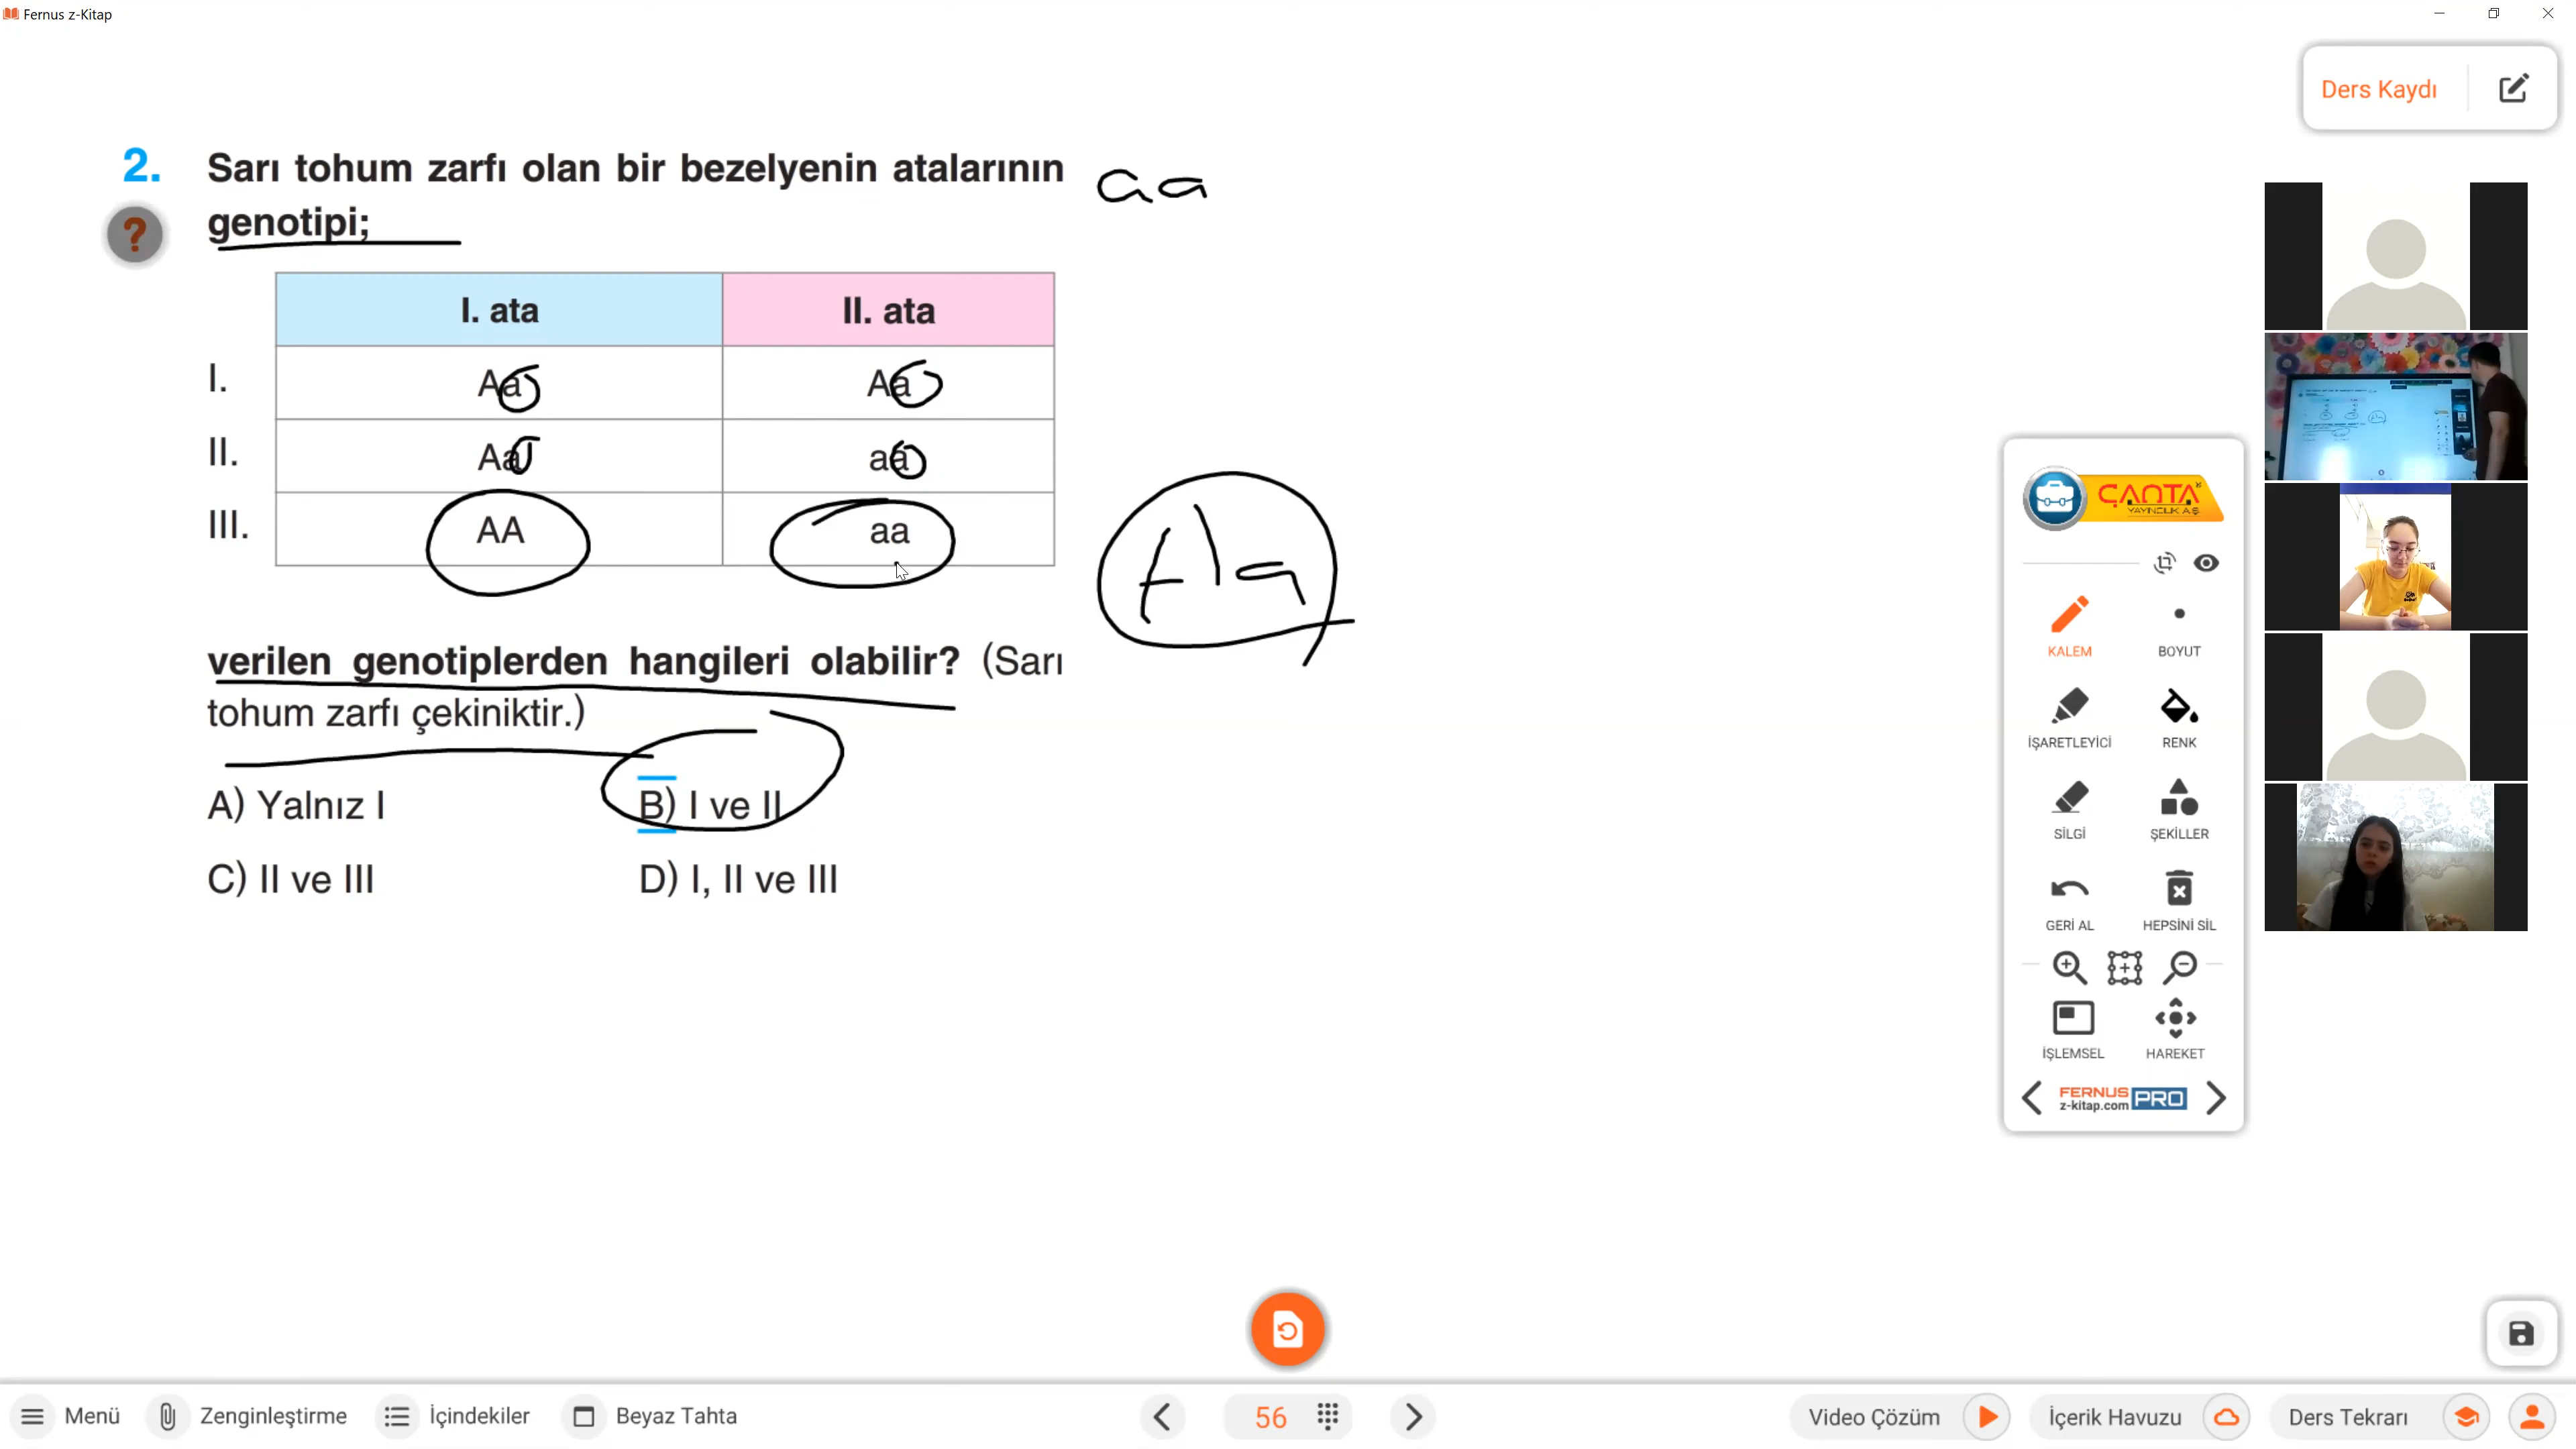 Fernus z-Kitap
Ders Kaydı
2. Sarı tohum zarfı olan bir bezelyenin atalarının
genotipi;
aa
I. ata II. ata
I. Aa Aa
II. Aa aa
III. AA aa
Aa
verilen genotiplerden hangileri olabilir? (Sarı
tohum zarfı çekiniktir.)
A) Yalnız I B) I ve II
C) II ve III D) I, II ve III
ÇANTA
YAYINCILIK A.Ş.
KALEM BOYUT
İŞARETLEYİCİ RENK
SİLGİ ŞEKİLLER
GERİ AL HEPSİNİ SİL
İŞLEMSEL HAREKET
FERNUS
z-kitap.com PRO
Menü Zenginleştirme İçindekiler Beyaz Tahta 56 Video Çözüm İçerik Havuzu Ders Tekrarı